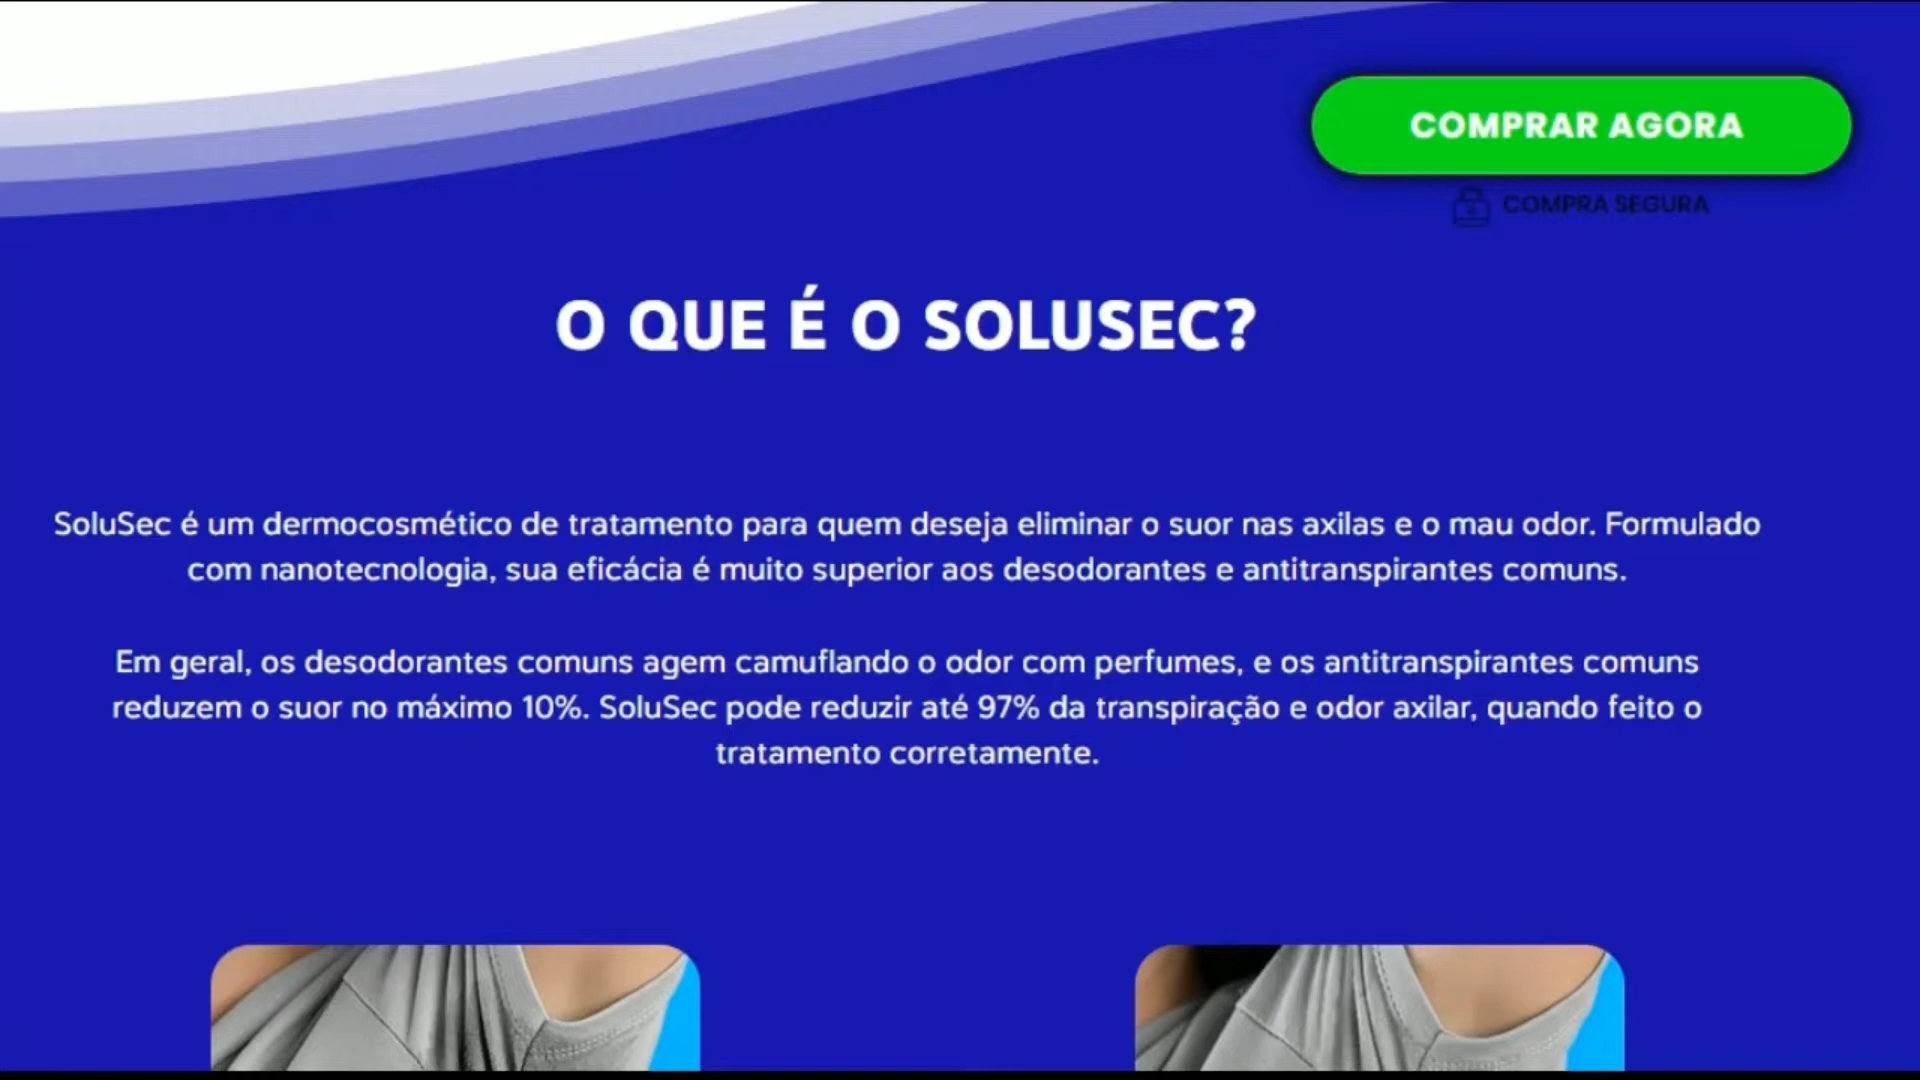 COMPRAR AGORA
COMPRA SEGURA
O QUE É O SOLUSEC?
SoluSec é um dermocosmético de tratamento para quem deseja eliminar o suor nas axilas e o mau odor. Formulado
com nanotecnologia, sua eficácia é muito superior aos desodorantes e antitranspirantes comuns.
Em geral, os desodorantes comuns agem camuflando o odor com perfumes, e os antitranspirantes comuns
reduzem o suor no máximo 10%. SoluSec pode reduzir até 97% da transpiração e odor axilar, quando feito o
tratamento corretamente.